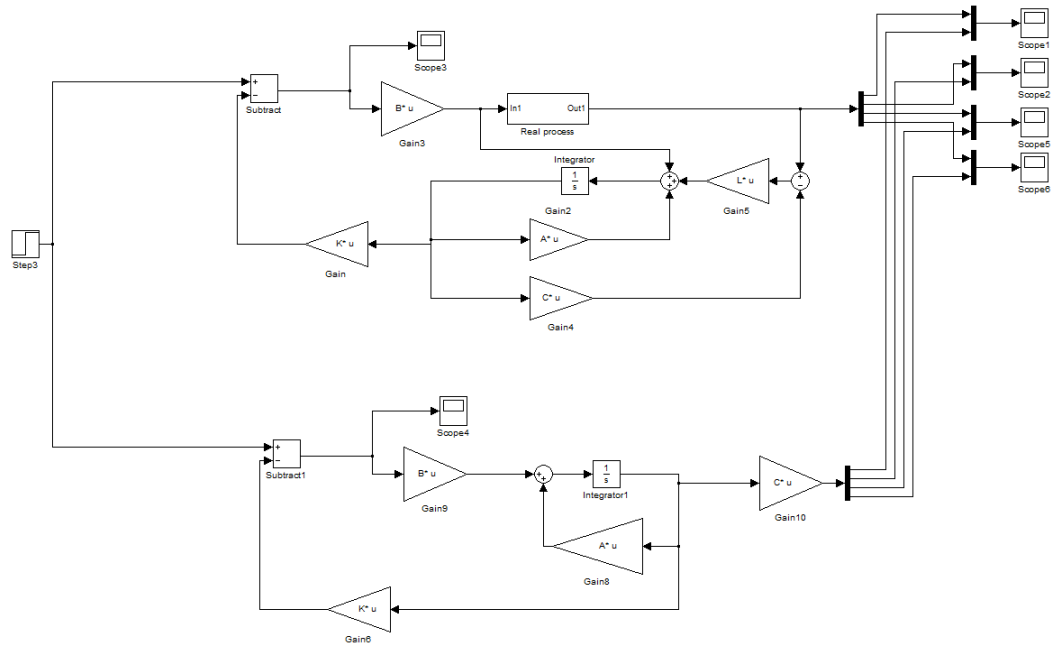 Scope1
Scope3
Scope2
+
−
Subtract
B* u
Gain3
In1
Out1
Real process
Scope5
Integrator
1
s
Gain2
+
+
+
L* u
Gain5
+
−
Scope6
K* u
Gain
A* u
Step3
C* u
Gain4
Scope4
+
−
Subtract1
B* u
Gain9
+
+
1
s
Integrator1
C* u
Gain10
A* u
Gain8
K* u
Gain6